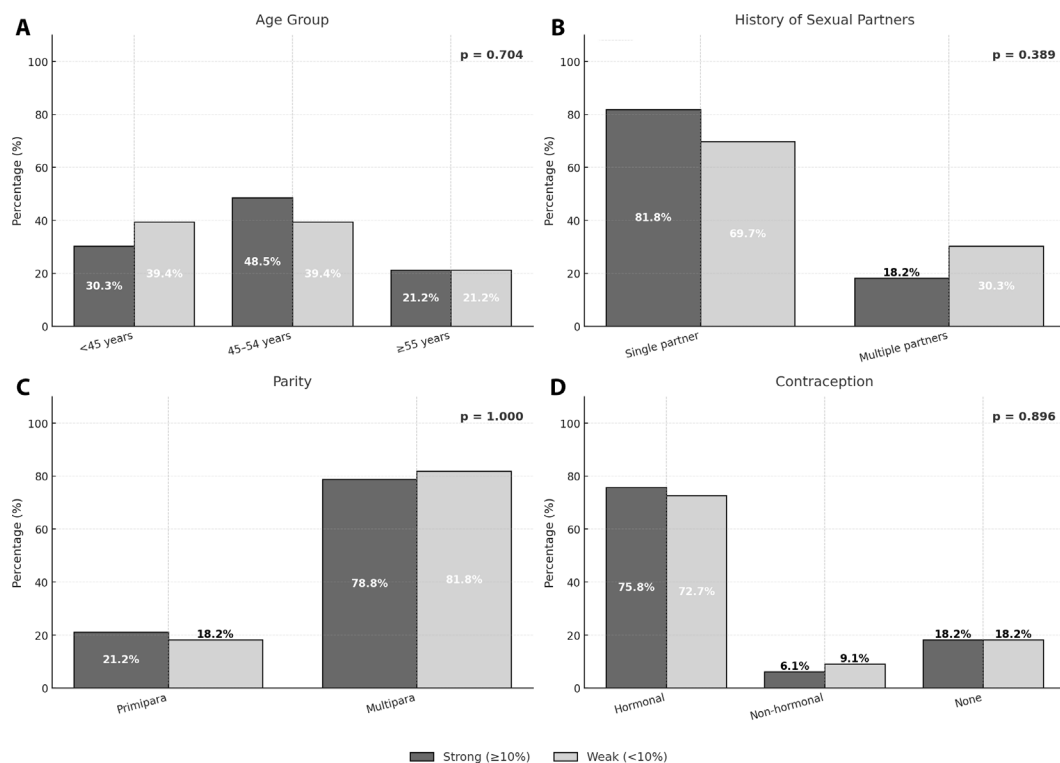 A
Age Group
p = 0.704
Percentage (%)
100
80
60
40
20
0
30.3%
39.4%
48.5%
39.4%
21.2%
21.2%
<45 years
45–54 years
≥55 years
B
History of Sexual Partners
p = 0.389
Percentage (%)
100
80
60
40
20
0
81.8%
69.7%
18.2%
30.3%
Single partner
Multiple partners
C
Parity
p = 1.000
Percentage (%)
100
80
60
40
20
0
21.2%
18.2%
78.8%
81.8%
Primipara
Multipara
D
Contraception
p = 0.896
Percentage (%)
100
80
60
40
20
0
75.8%
72.7%
6.1%
9.1%
18.2%
18.2%
Hormonal
Non-hormonal
None
Strong (≥10%)
Weak (<10%)